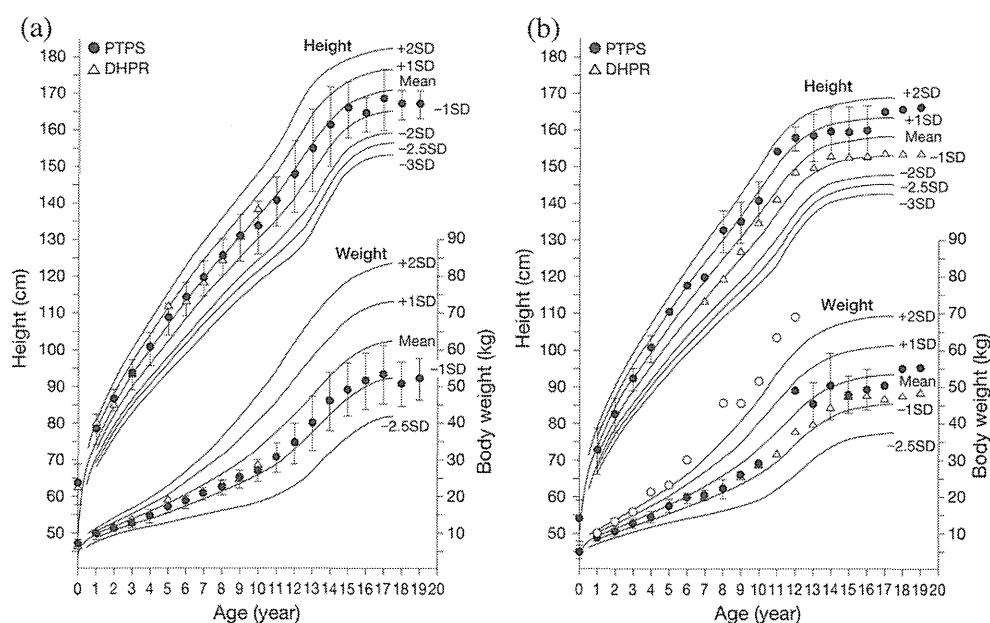 (a)
PTPS
DHPR
Height
+2SD
+1SD
Mean
-1SD
-2SD
-2.5SD
-3SD
Weight
+2SD
+1SD
Mean
-1SD
-2.5SD
Height (cm)
180
170
160
150
140
130
120
110
100
90
80
70
60
50
90
80
70
60
50
40
30
20
10
Body weight (kg)
0 1 2 3 4 5 6 7 8 9 10 11 12 13 14 15 16 17 18 19 20
Age (year)
(b)
PTPS
DHPR
Height
+2SD
+1SD
Mean
-1SD
-2SD
-2.5SD
-3SD
Weight
+2SD
+1SD
Mean
-1SD
-2.5SD
Height (cm)
180
170
160
150
140
130
120
110
100
90
80
70
60
50
90
80
70
60
50
40
30
20
10
Body weight (kg)
0 1 2 3 4 5 6 7 8 9 10 11 12 13 14 15 16 17 18 19 20
Age (year)